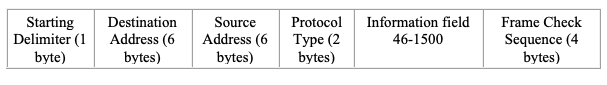 Starting Delimiter (1 byte)
Destination Address (6 bytes)
Source Address (6 bytes)
Protocol Type (2 bytes)
Information field 46-1500
Frame Check Sequence (4 bytes)